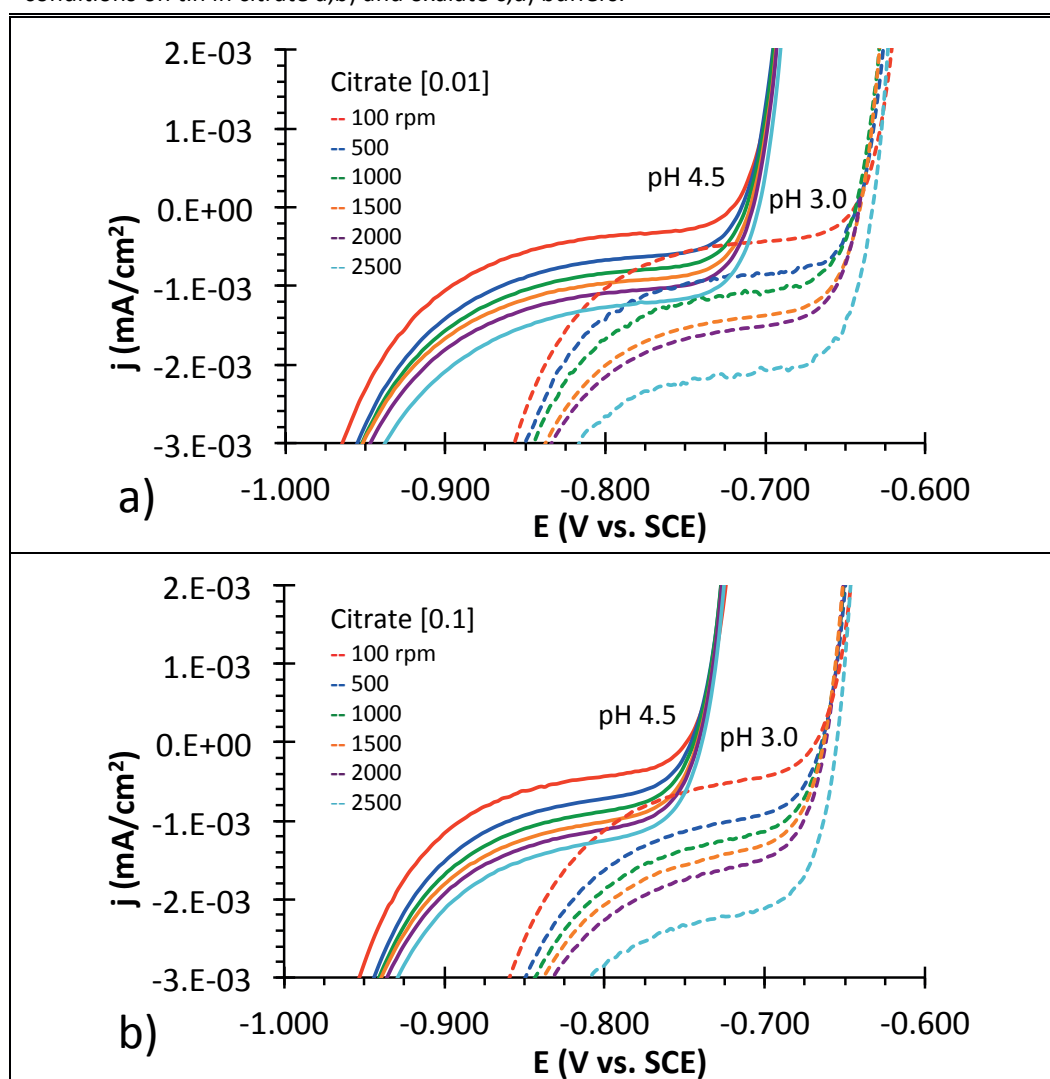 conditions on tin in citrate a,b) and oxalate c,d) buffers.
2.E-03
1.E-03
0.E+00
-1.E-03
-2.E-03
-3.E-03
j (mA/cm²)
Citrate [0.01]
100 rpm
500
1000
1500
2000
2500
pH 4.5
pH 3.0
-1.000 -0.900 -0.800 -0.700 -0.600
E (V vs. SCE)
a)
2.E-03
1.E-03
0.E+00
-1.E-03
-2.E-03
-3.E-03
j (mA/cm²)
Citrate [0.1]
100 rpm
500
1000
1500
2000
2500
pH 4.5
pH 3.0
-1.000 -0.900 -0.800 -0.700 -0.600
E (V vs. SCE)
b)